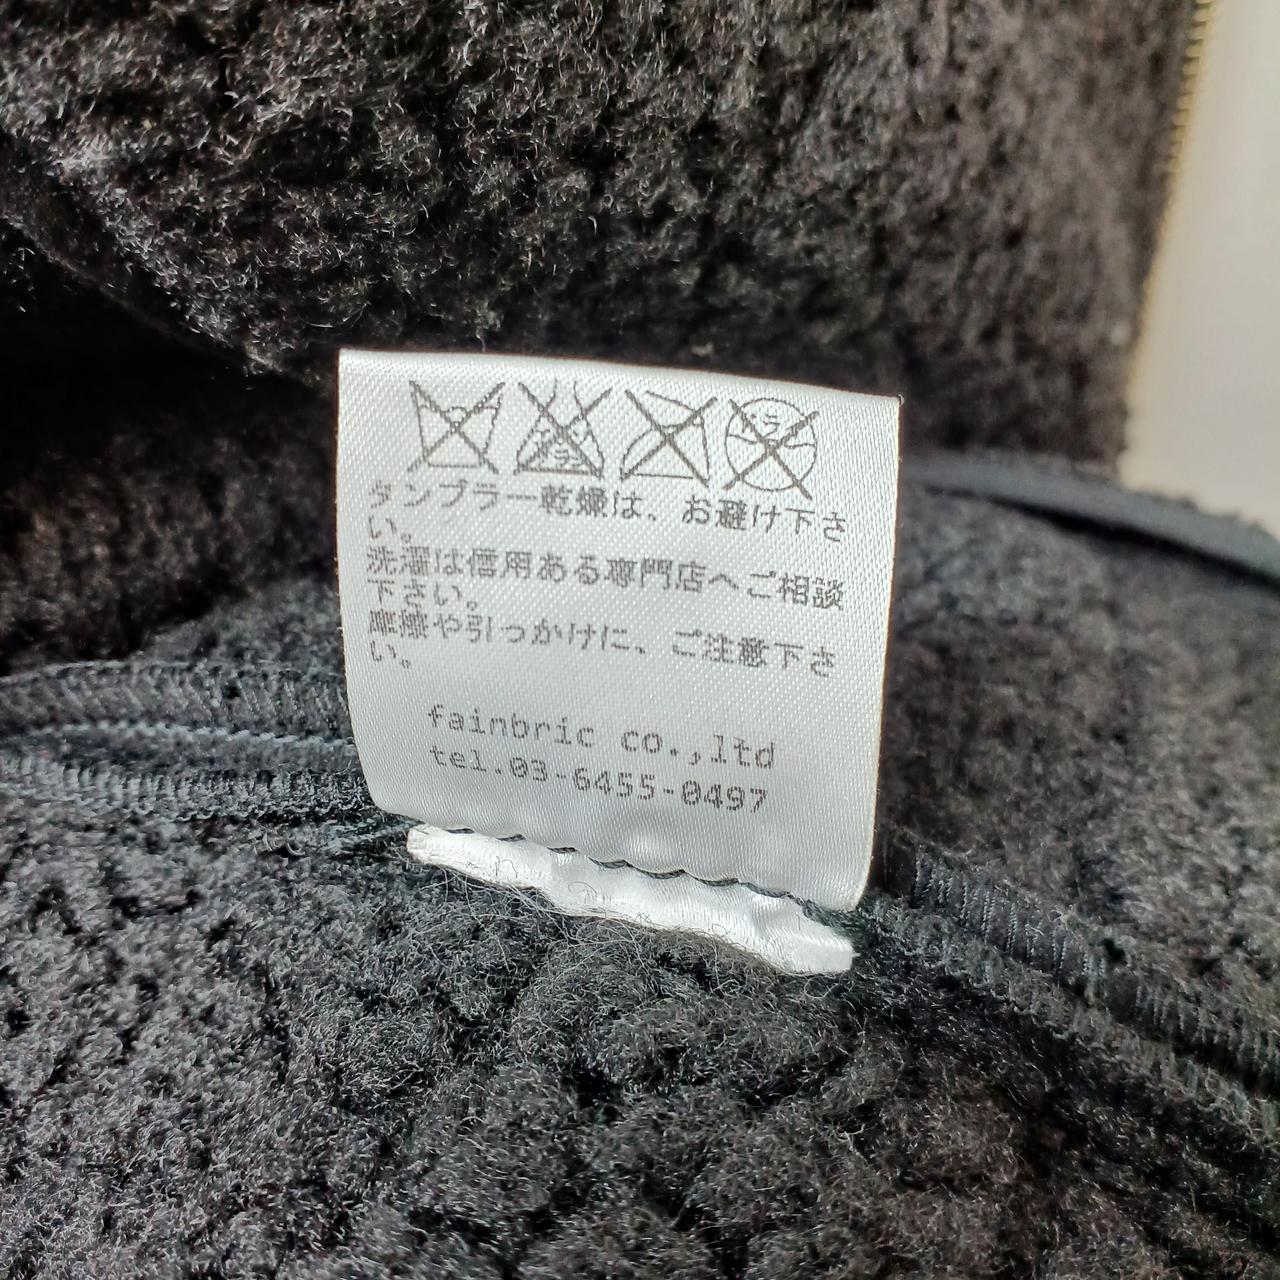 タンブラー乾燥は、お避け下さ
い。
洗濯は信用ある専門店へご相談
下さい。
摩擦や引っかけに、ご注意下さ
い。
fainbric co.,ltd
tel.03-6455-0497